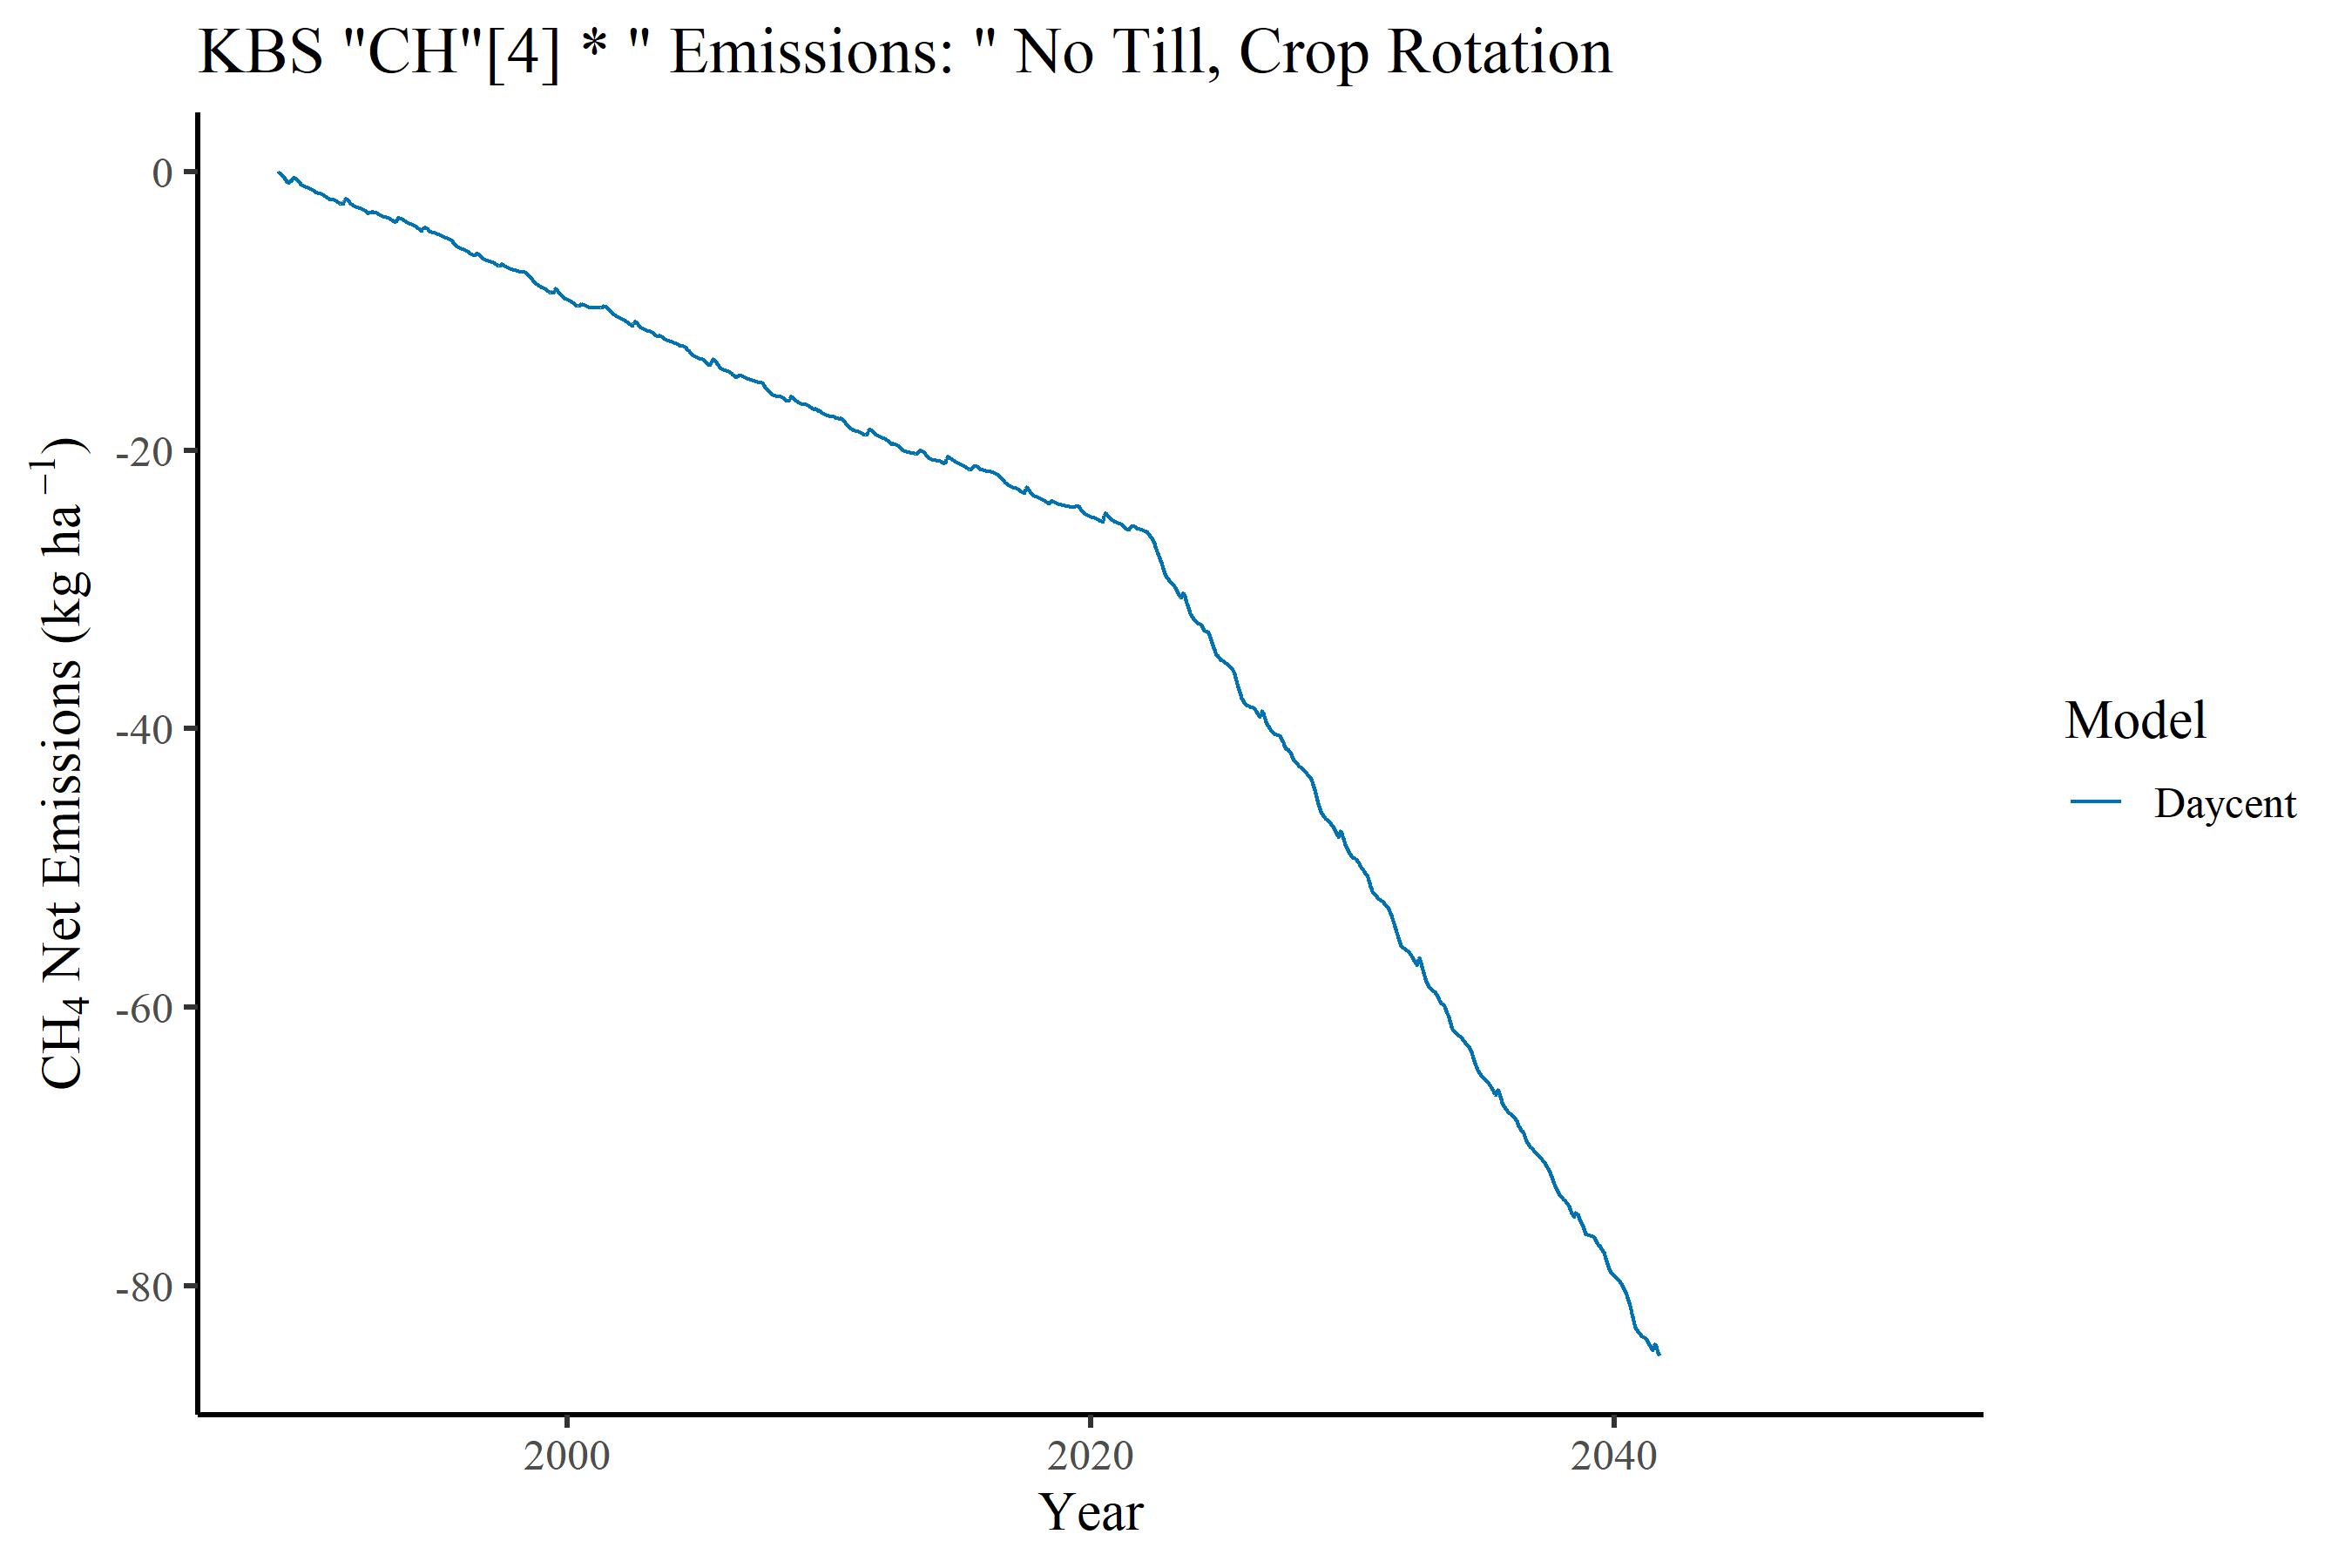 KBS "CH"[4] * " Emissions: " No Till, Crop Rotation
CH₄ Net Emissions (kg ha ⁻¹)
0
-20
-40
-60
-80
2000
2020
2040
Year
Model
Daycent